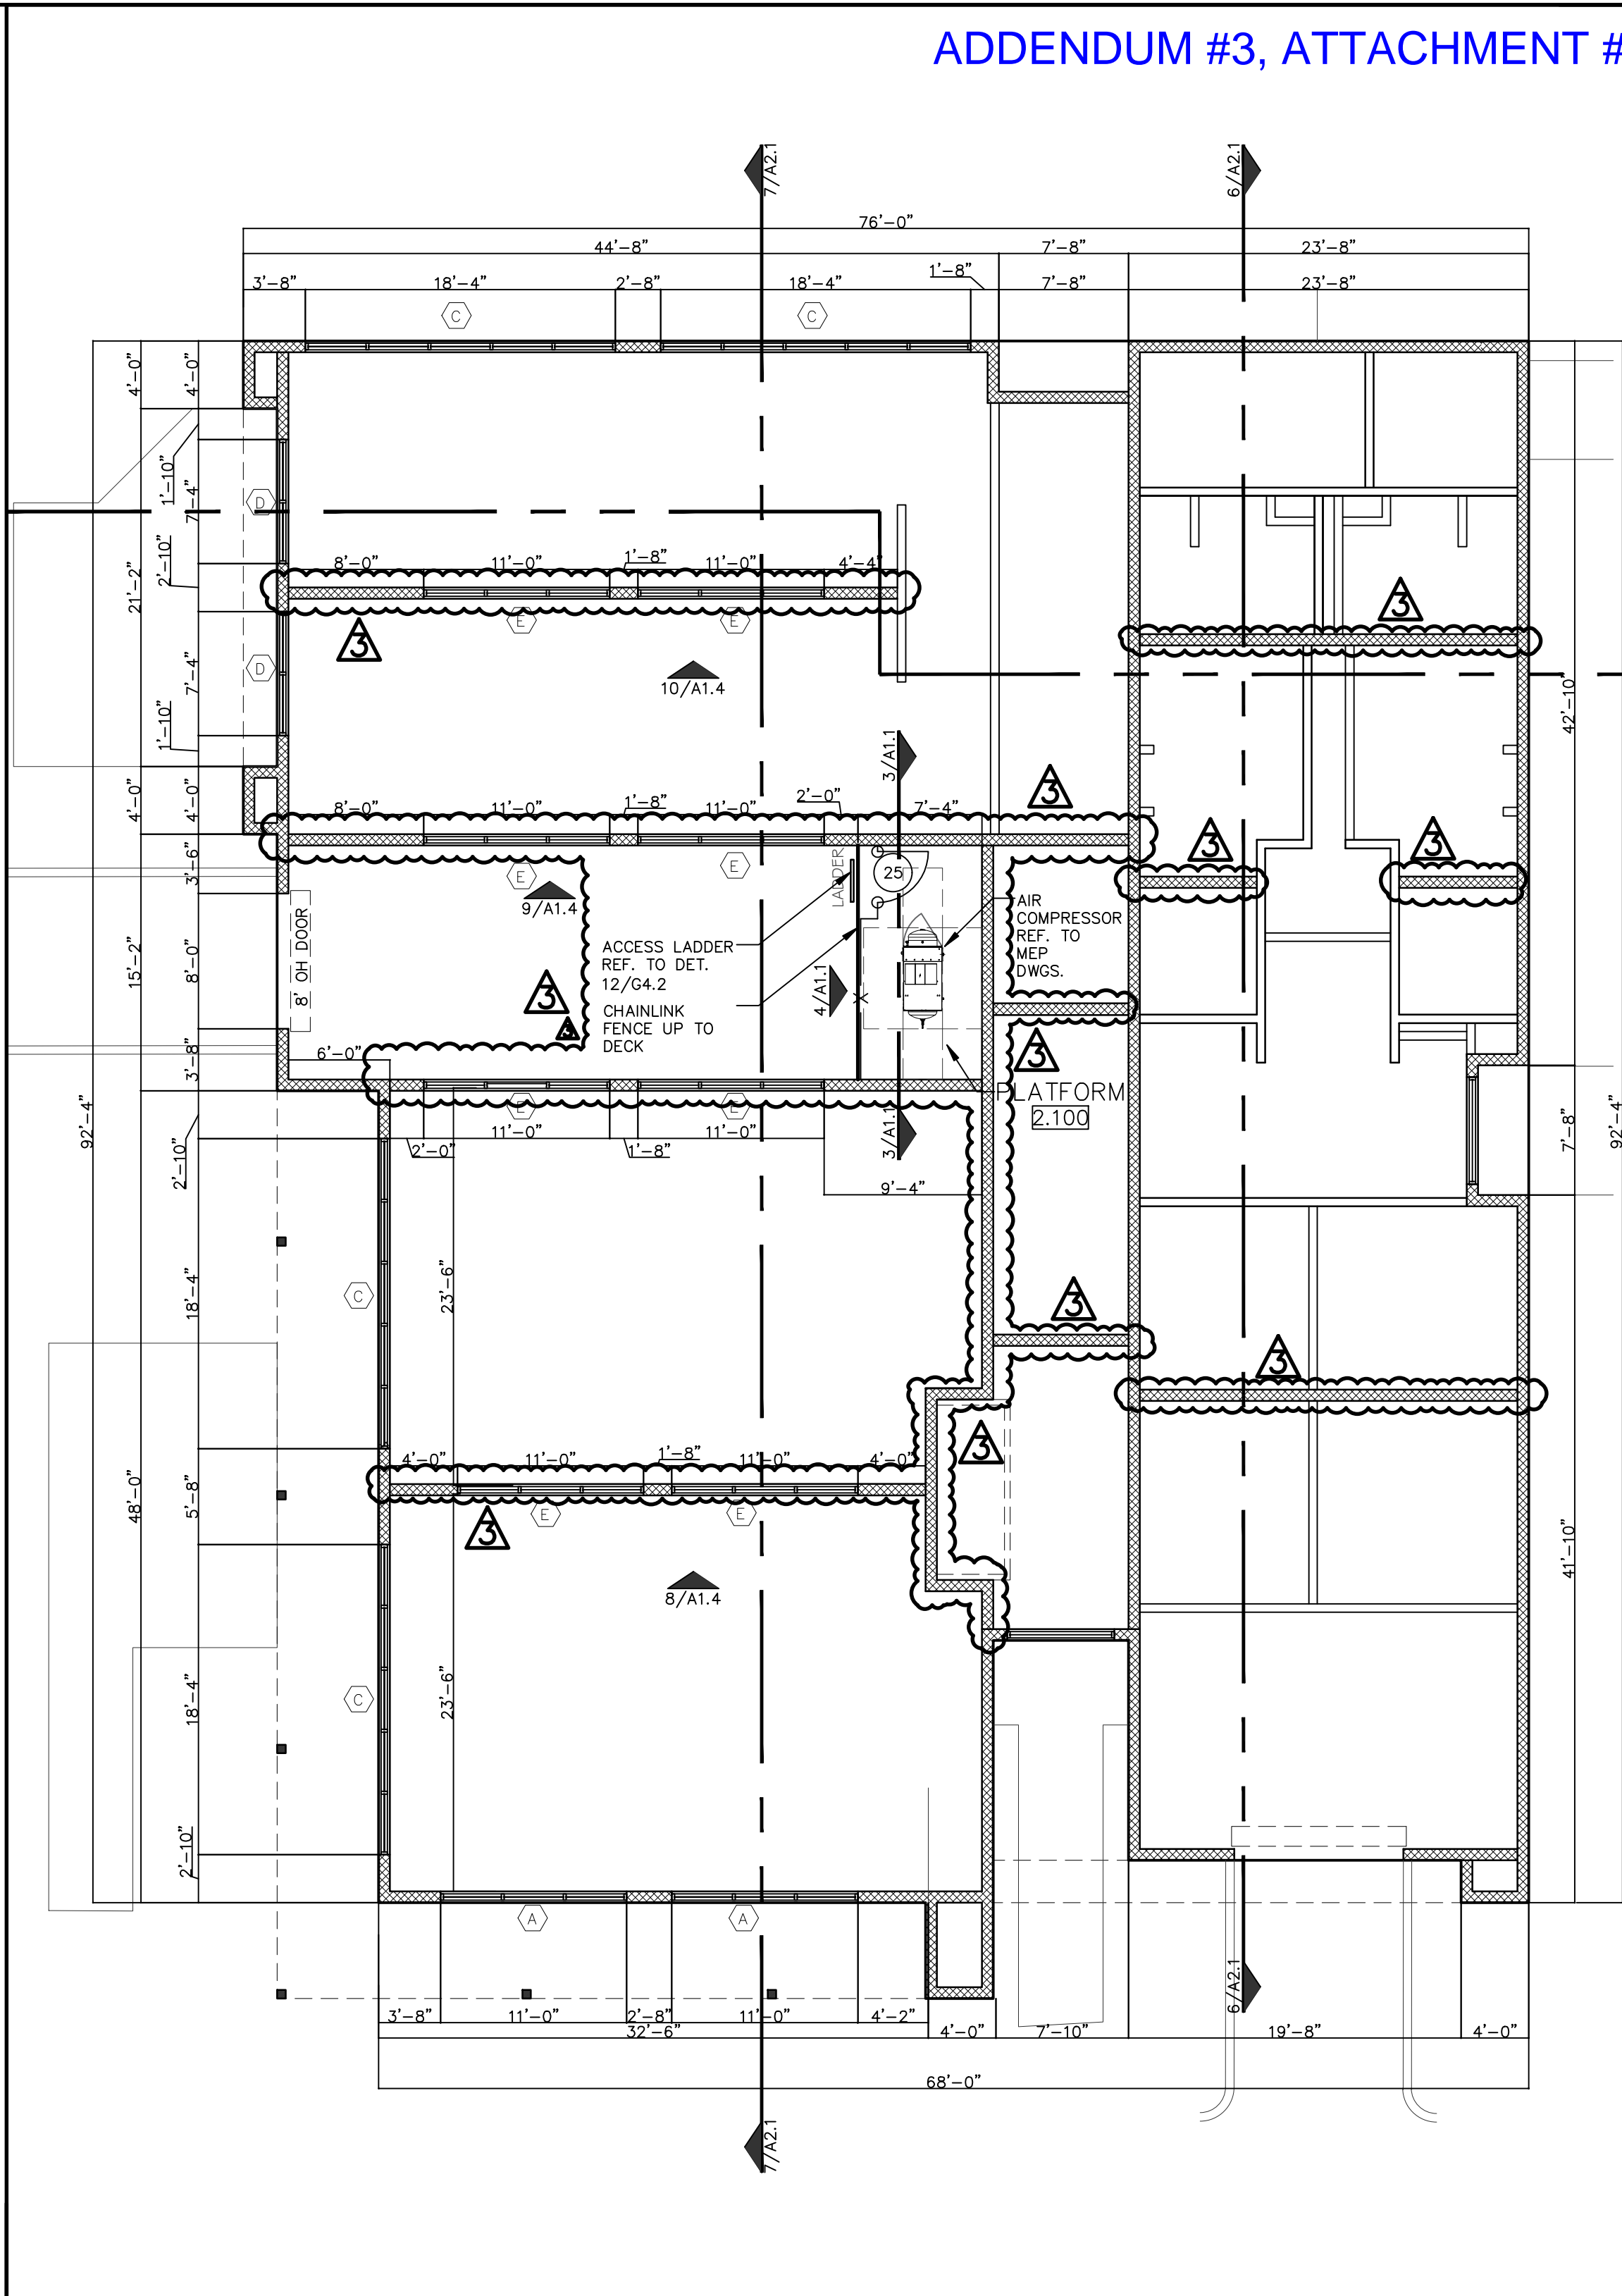 ADDENDUM #3, ATTACHMENT #
7/A2.1
6/A2.1
76'-0"
44'-8"
7'-8"
23'-8"
3'-8"
18'-4"
2'-8"
18'-4"
1'-8"
7'-8"
23'-8"
C
C
4'-0"
4'-0"
1'-10"
7'-4"
D
2'-10"
21'-2"
8'-0"
11'-0"
1'-8"
11'-0"
4'-4"
E
E
3
3
D
7'-4"
10/A1.4
42'-10"
1'-10"
3/A1.1
4'-0"
4'-0"
8'-0"
11'-0"
1'-8"
11'-0"
2'-0"
7'-4"
3
3
3
3'-6"
E
E
LADDER
25
9/A1.4
8' OH DOOR
15'-2"
8'-0"
ACCESS LADDER
REF. TO DET.
12/G4.2
CHAINLINK
FENCE UP TO
DECK
AIR
COMPRESSOR
REF. TO
MEP
DWGS.
4/A1.1
X
3
3
3
3'-8"
6'-0"
PLATFORM
2.100
92'-4"
E
E
3/A1.1
7'-8"
92'-4"
2'-10"
2'-0"
11'-0"
1'-8"
11'-0"
9'-4"
18'-4"
C
23'-6"
3
3
48'-0"
5'-8"
4'-0"
11'-0"
1'-8"
11'-0"
4'-0"
3
3
E
E
8/A1.4
41'-10"
18'-4"
C
23'-6"
2'-10"
A
A
6/A2.1
3'-8"
11'-0"
2'-8"
11'-0"
4'-2"
32'-6"
4'-0"
7'-10"
19'-8"
4'-0"
68'-0"
7/A2.1